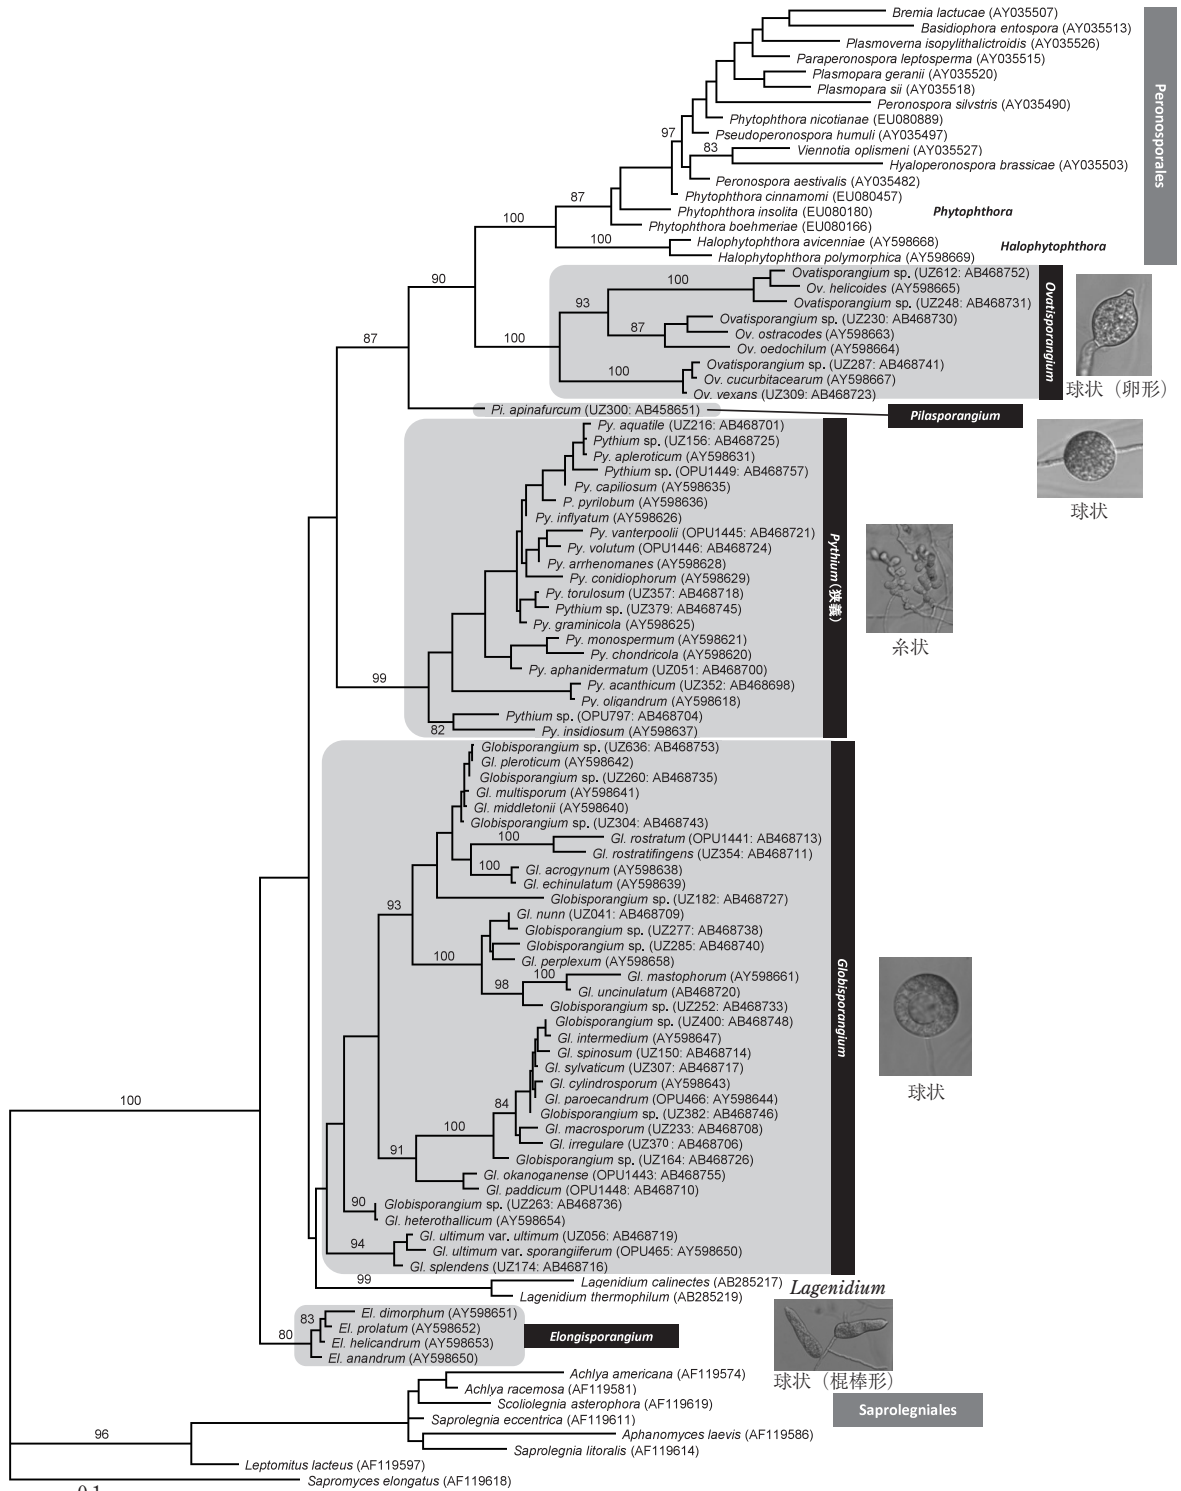 Bremia lactucae (AY035507)
Basidiophora entospora (AY035513)
Plasmoverna isopylithalictroidis (AY035526)
Paraperonospora leptosperma (AY035515)
Plasmopara geranii (AY035520)
Plasmopara sii (AY035518)
Peronospora silvstris (AY035490)
Phytophthora nicotianae (EU080889)
97
Pseudoperonospora humuli (AY035497)
83
Viennotia oplismeni (AY035527)
Hyaloperonospora brassicae (AY035503)
Peronospora aestivalis (AY035482)
Phytophthora cinnamomi (EU080457)
87
Phytophthora insolita (EU080180)
Phytophthora
Phytophthora boehmeriae (EU080166)
100
100
Halophytophthora avicenniae (AY598668)
Halophytophthora
Halophytophthora polymorphica (AY598669)
Peronosporales
90
Ovatisporangium sp. (UZ612: AB468752)
100
Ov. helicoides (AY598665)
Ovatisporangium sp. (UZ248: AB468731)
93
Ovatisporangium sp. (UZ230: AB468730)
87
Ov. ostracodes (AY598663)
87
100
Ov. oedochilum (AY598664)
Ovatisporangium sp. (UZ287: AB468741)
100
Ov. cucurbitacearum (AY598667)
Ov. vexans (UZ309: AB468723)
Ovatisporangium
球状（卵形）
Pi. apinafurcum (UZ300: AB458651)
Pilasporangium
球状
Py. aquatile (UZ216: AB468701)
Pythium sp. (UZ156: AB468725)
Py. apleroticum (AY598631)
Pythium sp. (OPU1449: AB468757)
Py. capiliosum (AY598635)
P. pyrilobum (AY598636)
Py. inflyatum (AY598626)
Py. vanterpoolii (OPU1445: AB468721)
Py. volutum (OPU1446: AB468724)
Py. arrhenomanes (AY598628)
Py. conidiophorum (AY598629)
Py. torulosum (UZ357: AB468718)
Pythium sp. (UZ379: AB468745)
Py. graminicola (AY598625)
Py. monospermum (AY598621)
Py. chondricola (AY598620)
Py. aphanidermatum (UZ051: AB468700)
99
Py. acanthicum (UZ352: AB468698)
Py. oligandrum (AY598618)
Pythium sp. (OPU797: AB468704)
82
Py. insidiosum (AY598637)
Pythium（狭義）
糸状
Globisporangium sp. (UZ636: AB468753)
Gl. pleroticum (AY598642)
Globisporangium sp. (UZ260: AB468735)
Gl. multisporum (AY598641)
Gl. middletonii (AY598640)
Globisporangium sp. (UZ304: AB468743)
100
Gl. rostratum (OPU1441: AB468713)
Gl. rostratifingens (UZ354: AB468711)
100
Gl. acrogynum (AY598638)
Gl. echinulatum (AY598639)
Globisporangium sp. (UZ182: AB468727)
93
Gl. nunn (UZ041: AB468709)
Globisporangium sp. (UZ277: AB468738)
Globisporangium sp. (UZ285: AB468740)
100
Gl. perplexum (AY598658)
100
Gl. mastophorum (AY598661)
98
Gl. uncinulatum (AB468720)
Globisporangium sp. (UZ252: AB468733)
Globisporangium sp. (UZ400: AB468748)
Gl. intermedium (AY598647)
Gl. spinosum (UZ150: AB468714)
Gl. sylvaticum (UZ307: AB468717)
Gl. cylindrosporum (AY598643)
Gl. paroecandrum (OPU466: AY598644)
84
Globisporangium sp. (UZ382: AB468746)
100
Gl. macrosporum (UZ233: AB468708)
Gl. irregulare (UZ370: AB468706)
91
Globisporangium sp. (UZ164: AB468726)
Gl. okanoganense (OPU1443: AB468755)
Gl. paddicum (OPU1448: AB468710)
90
Globisporangium sp. (UZ263: AB468736)
Gl. heterothallicum (AY598654)
Gl. ultimum var. ultimum (UZ056: AB468719)
94
Gl. ultimum var. sporangiiferum (OPU465: AY598650)
Gl. splendens (UZ174: AB468716)
Globisporangium
球状
100
99
Lagenidium calinectes (AB285217)
Lagenidium
Lagenidium thermophilum (AB285219)
83
El. dimorphum (AY598651)
El. prolatum (AY598652)
80
El. helicandrum (AY598653)
El. anandrum (AY598650)
Elongisporangium
球状（棍棒形）
Achlya americana (AF119574)
Achlya racemosa (AF119581)
Scoliolegnia asterophora (AF119619)
Saprolegnia eccentrica (AF119611)
Saprolegniales
96
Aphanomyces laevis (AF119586)
Saprolegnia litoralis (AF119614)
Leptomitus lacteus (AF119597)
Sapromyces elongatus (AF119618)
0.1